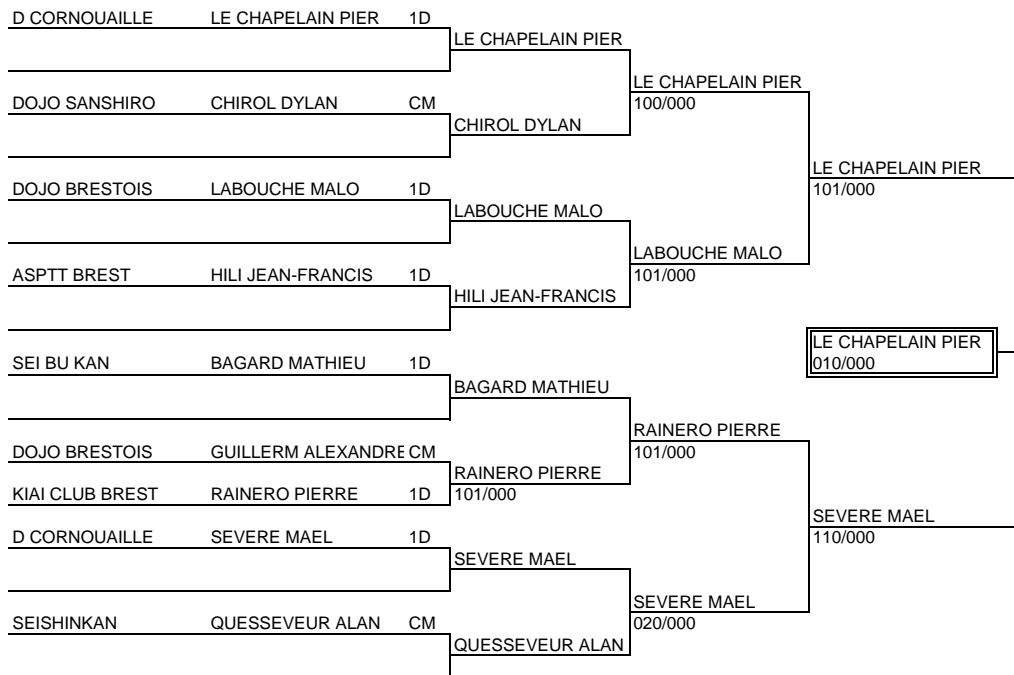 D CORNOUAILLE LE CHAPELAIN PIER 1D
LE CHAPELAIN PIER
LE CHAPELAIN PIER
100/000
DOJO SANSHIRO CHIROL DYLAN CM
CHIROL DYLAN
LE CHAPELAIN PIER
101/000
DOJO BRESTOIS LABOUCHE MALO 1D
LABOUCHE MALO
LABOUCHE MALO
101/000
ASPTT BREST HILI JEAN-FRANCIS 1D
HILI JEAN-FRANCIS
LE CHAPELAIN PIER
010/000
SEI BU KAN BAGARD MATHIEU 1D
BAGARD MATHIEU
RAINERO PIERRE
101/000
DOJO BRESTOIS GUILLERM ALEXANDRE CM
RAINERO PIERRE
101/000
KIAI CLUB BREST RAINERO PIERRE 1D
SEVERE MAEL
110/000
D CORNOUAILLE SEVERE MAEL 1D
SEVERE MAEL
SEVERE MAEL
020/000
SEISHINKAN QUESSEVEUR ALAN CM
QUESSEVEUR ALAN